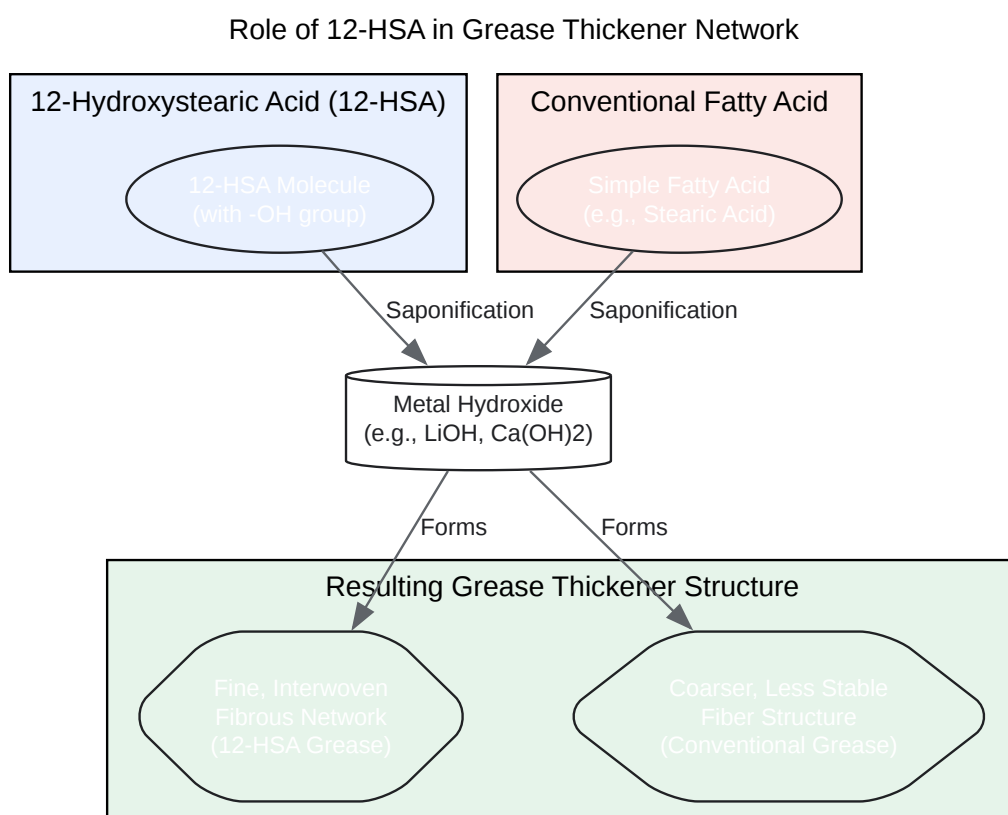 Role of 12-HSA in Grease Thickener Network
12-Hydroxystearic Acid (12-HSA)
Conventional Fatty Acid
12-HSA Molecule
(with -OH group)
Simple Fatty Acid
(e.g., Stearic Acid)
Saponification
Saponification
Metal Hydroxide
(e.g., LiOH, Ca(OH)2)
Forms
Forms
Resulting Grease Thickener Structure
Fine, Interwoven
Fibrous Network
(12-HSA Grease)
Coarser, Less Stable
Fiber Structure
(Conventional Grease)